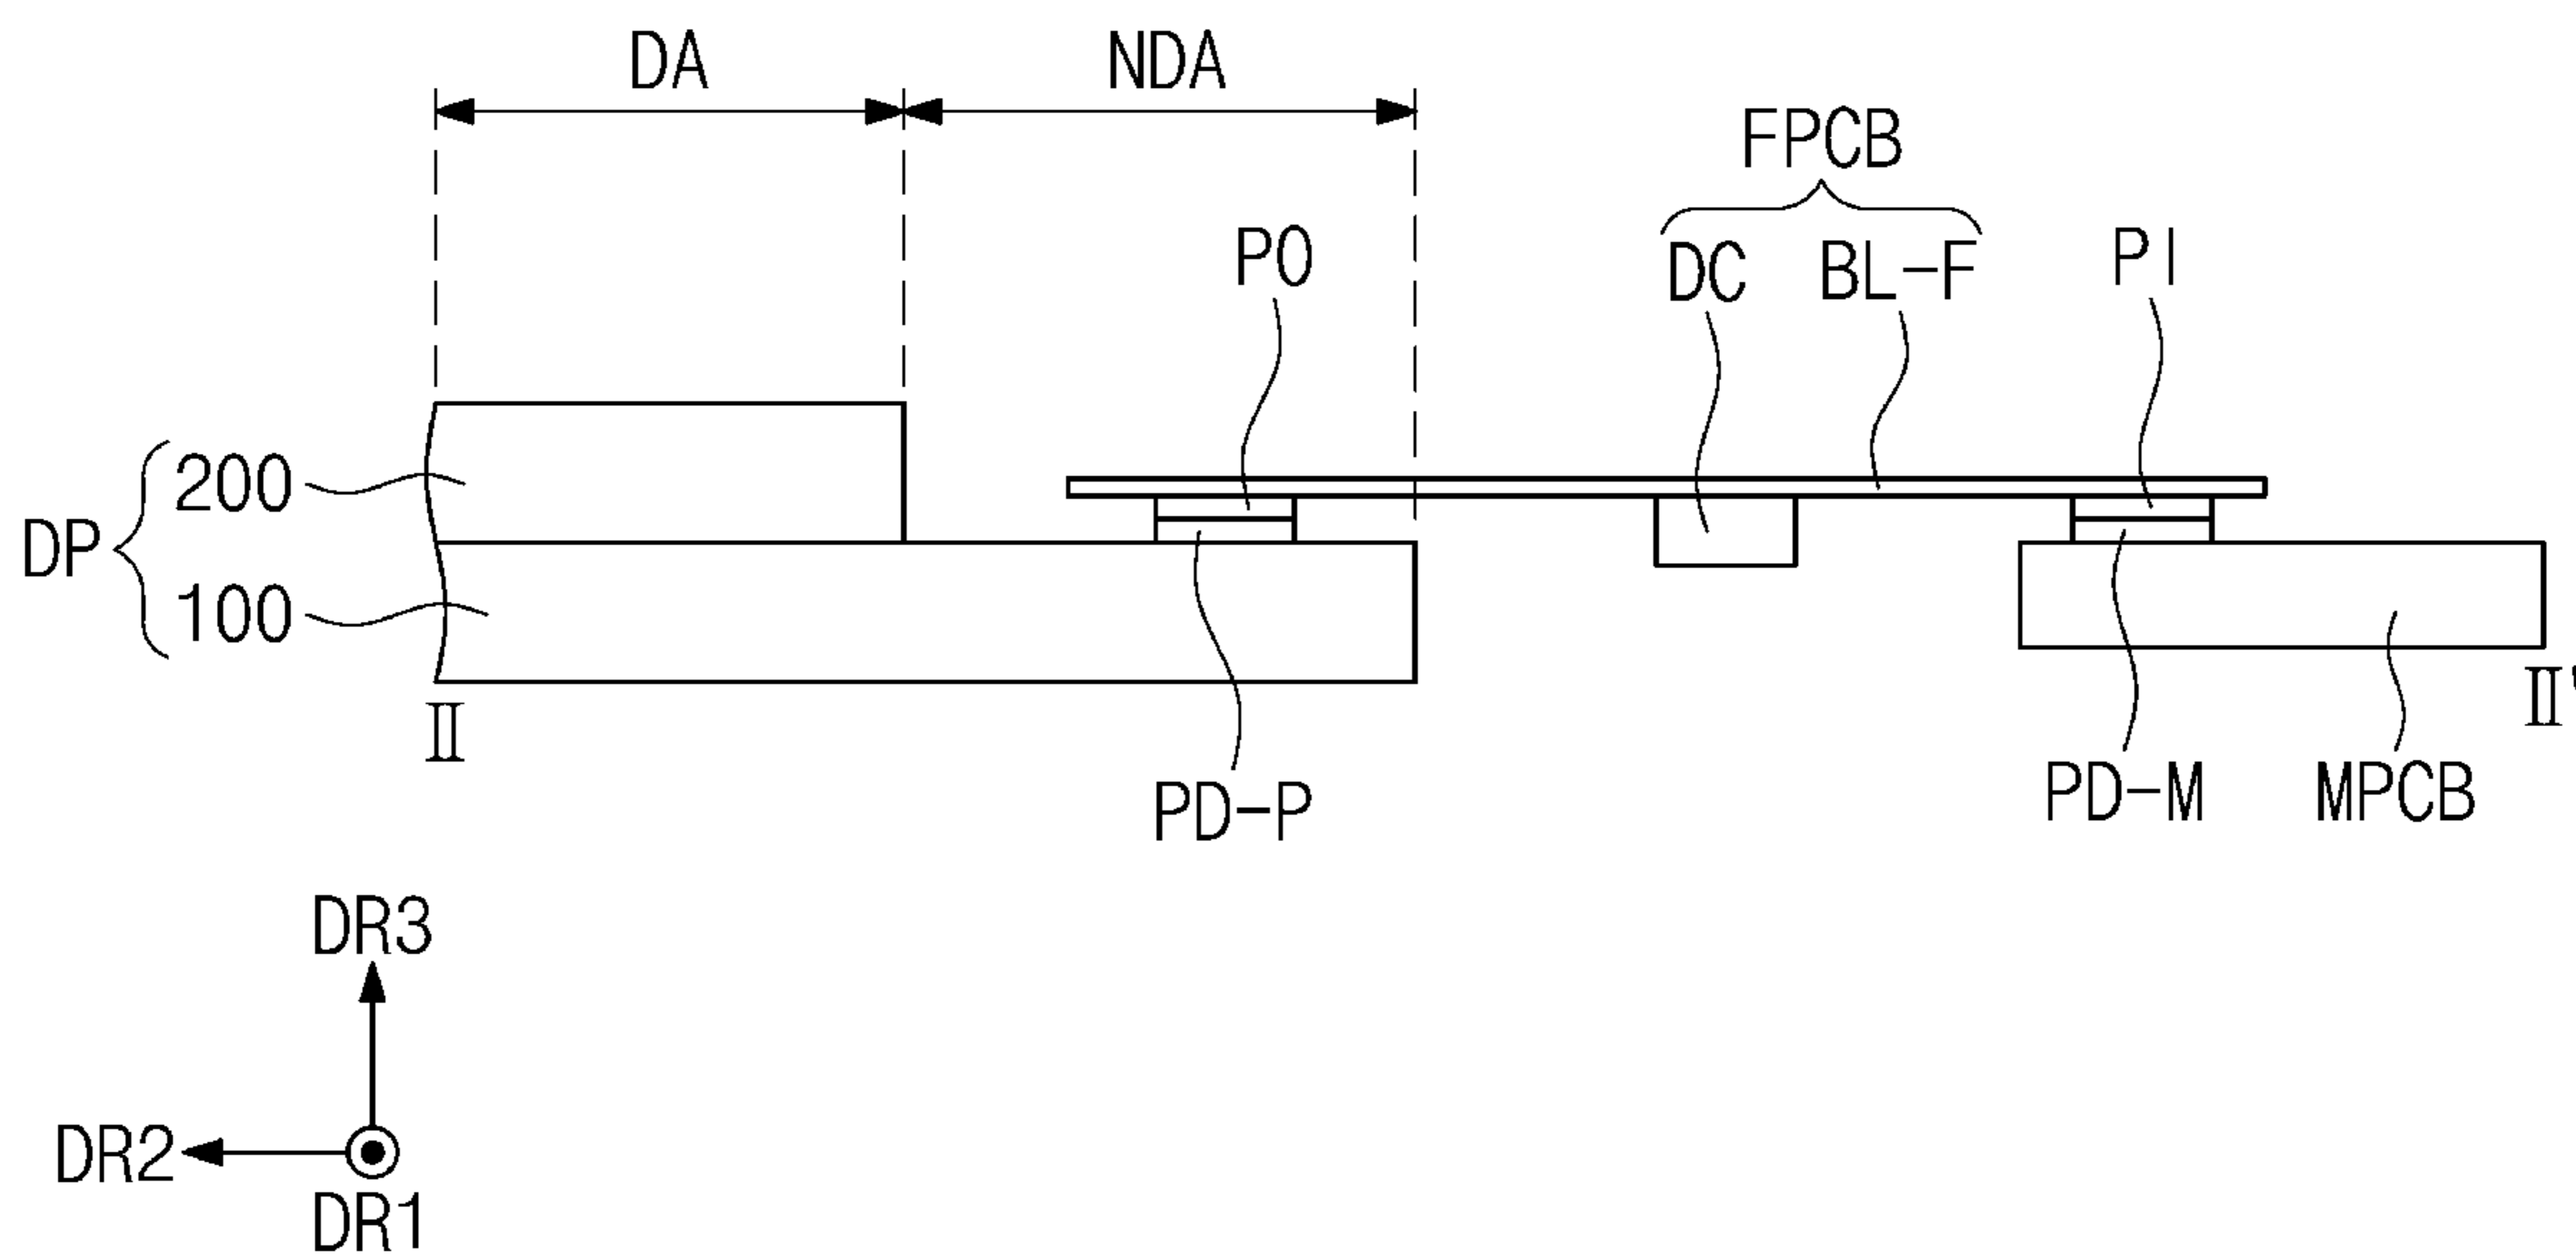 DA NDA
FPCB
PO DC BL-F PI
200
DP
100
II II'
PD-P PD-M MPCB
DR3
DR2
DR1